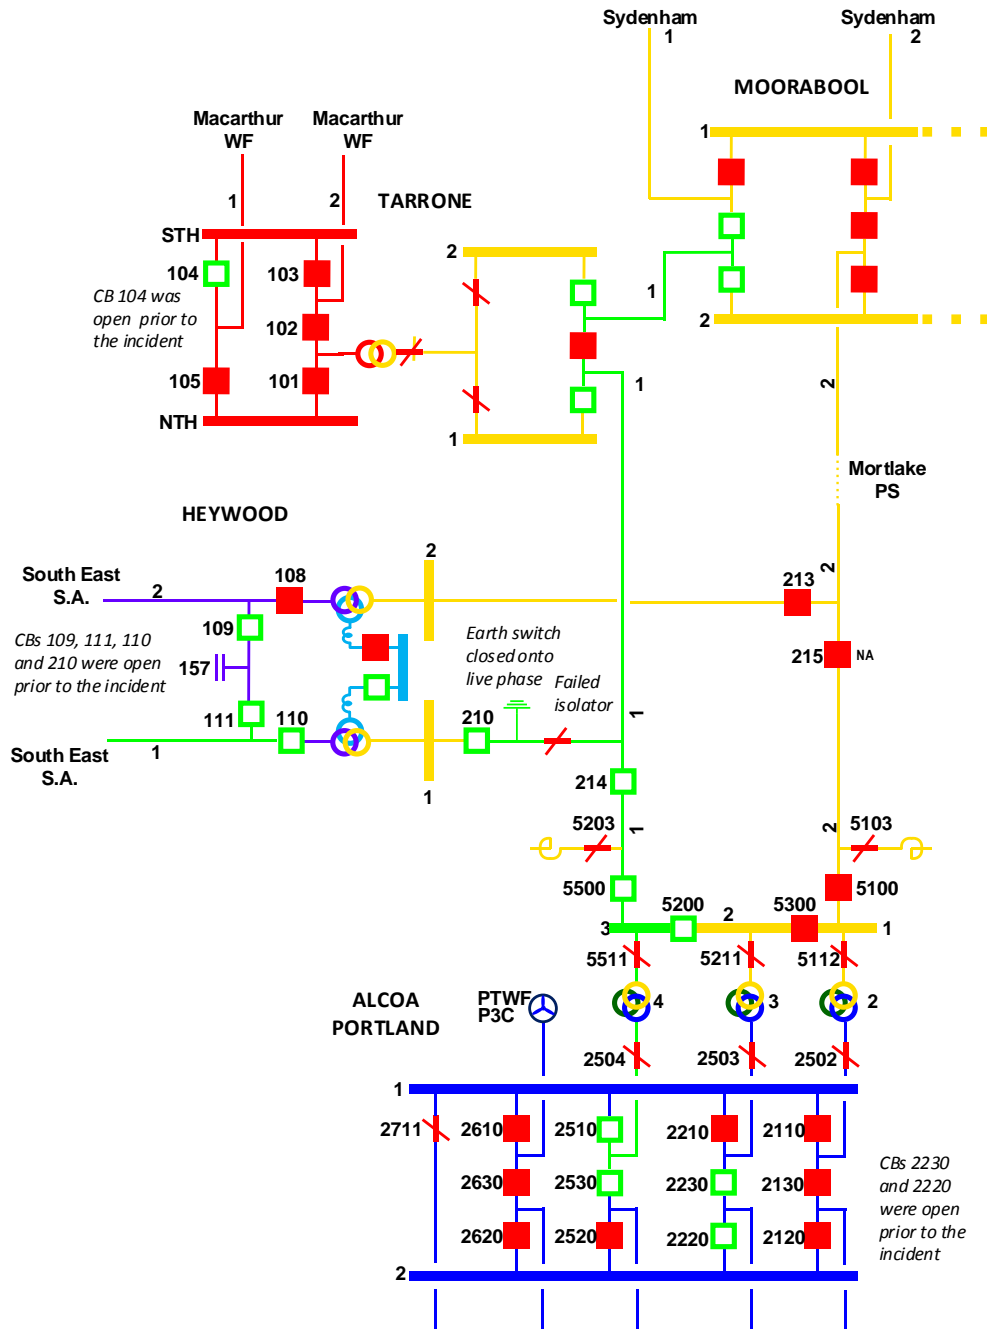 Sydenham
1
Sydenham
2
MOORABOOL
1
2
Macarthur
WF
Macarthur
WF
1
2
TARRONE
STH
104
103
CB 104 was
open prior to
the incident
102
105
101
NTH
2
1
1
1
2
Mortlake
PS
HEYWOOD
2
2
South East
S.A.
2
108
213
109
CBs 109, 111, 110
and 210 were open
prior to the incident
157
Earth switch
closed onto
live phase
Failed
isolator
215
NA
111
110
210
1
South East
S.A.
1
1
214
5203
1
2
5103
5500
5100
5200
5300
3
2
1
5511
5211
5112
ALCOA
PORTLAND
PTWF
P3C
4
3
2
2504
2503
2502
1
2711
2610
2510
2210
2110
2630
2530
2230
2130
2620
2520
2220
2120
CBs 2230
and 2220
were open
prior to the
incident
2